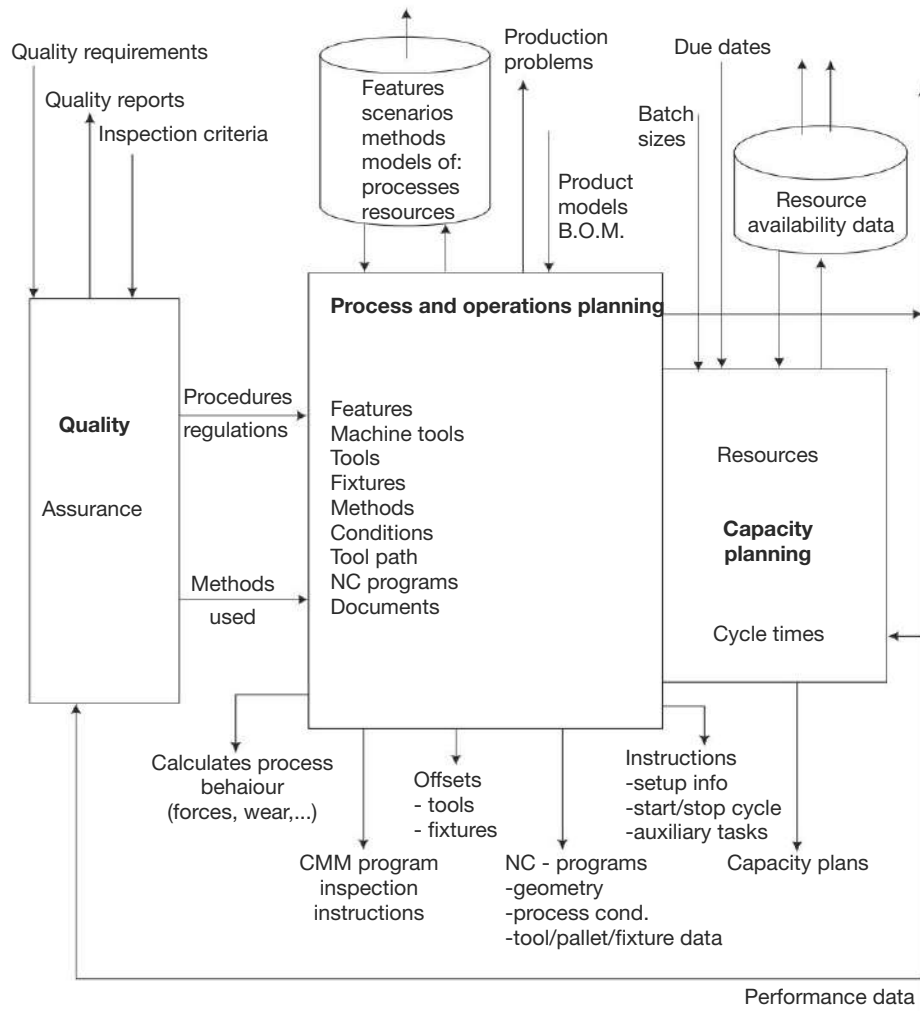 Quality requirements
Quality reports
Inspection criteria
Features
scenarios
methods
models of:
processes
resources
Production
problems
Product
models
B.O.M.
Due dates
Batch
sizes
Resource
availability data
Quality
Assurance
Procedures
regulations
Methods
used
Process and operations planning
Features
Machine tools
Tools
Fixtures
Methods
Conditions
Tool path
NC programs
Documents
Resources
Capacity
planning
Cycle times
Calculates process
behaiour
(forces, wear,...)
CMM program
inspection
instructions
Offsets
- tools
- fixtures
NC - programs
-geometry
-process cond.
-tool/pallet/fixture data
Instructions
-setup info
-start/stop cycle
-auxiliary tasks
Capacity plans
Performance data